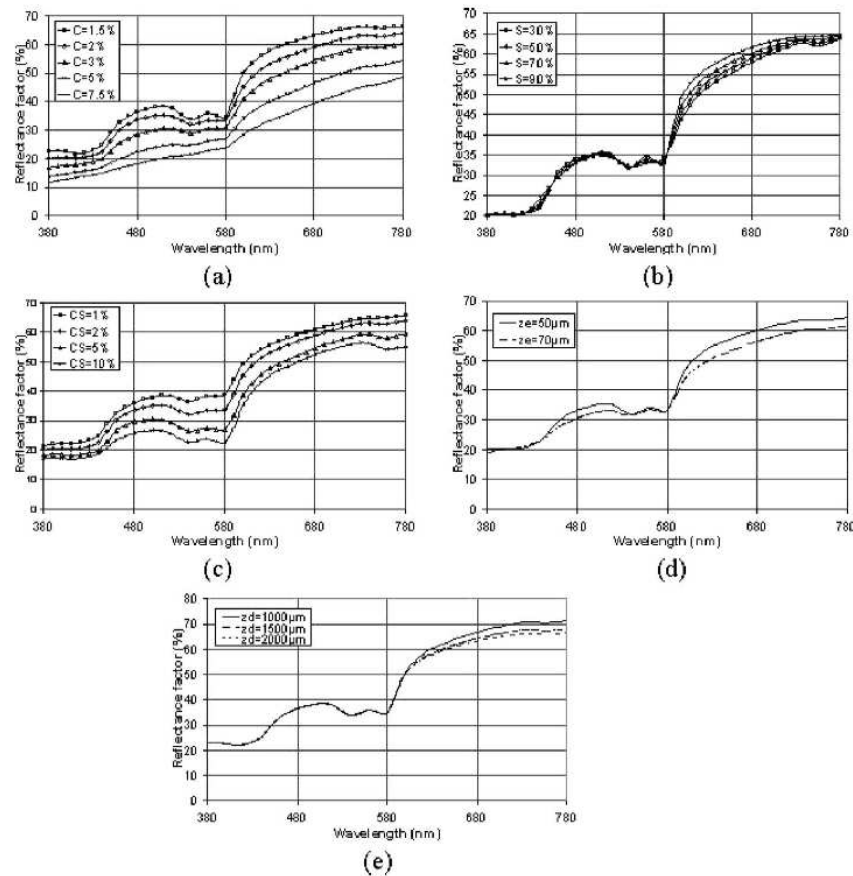 C=1.5%
C=2%
C=3%
C=5%
C=7.5%
Reflectance factor (%)
70
60
50
40
30
20
10
0
380 480 580 680 780
Wavelength (nm)
(a)
S=30%
S=50%
S=70%
S=90%
Reflectance factor (%)
65
60
55
50
45
40
35
30
25
20
380 480 580 680 780
Wavelength (nm)
(b)
CS=1%
CS=2%
CS=5%
CS=10%
Reflectance factor (%)
70
60
50
40
30
20
10
0
380 480 580 680 780
Wavelength (nm)
(c)
ze=50µm
ze=70µm
Reflectance factor (%)
70
60
50
40
30
20
10
0
380 480 580 680 780
Wavelength (nm)
(d)
zd=1000µm
zd=1500µm
zd=2000µm
Reflectance factor (%)
80
70
60
50
40
30
20
10
0
380 480 580 680 780
Wavelength (nm)
(e)